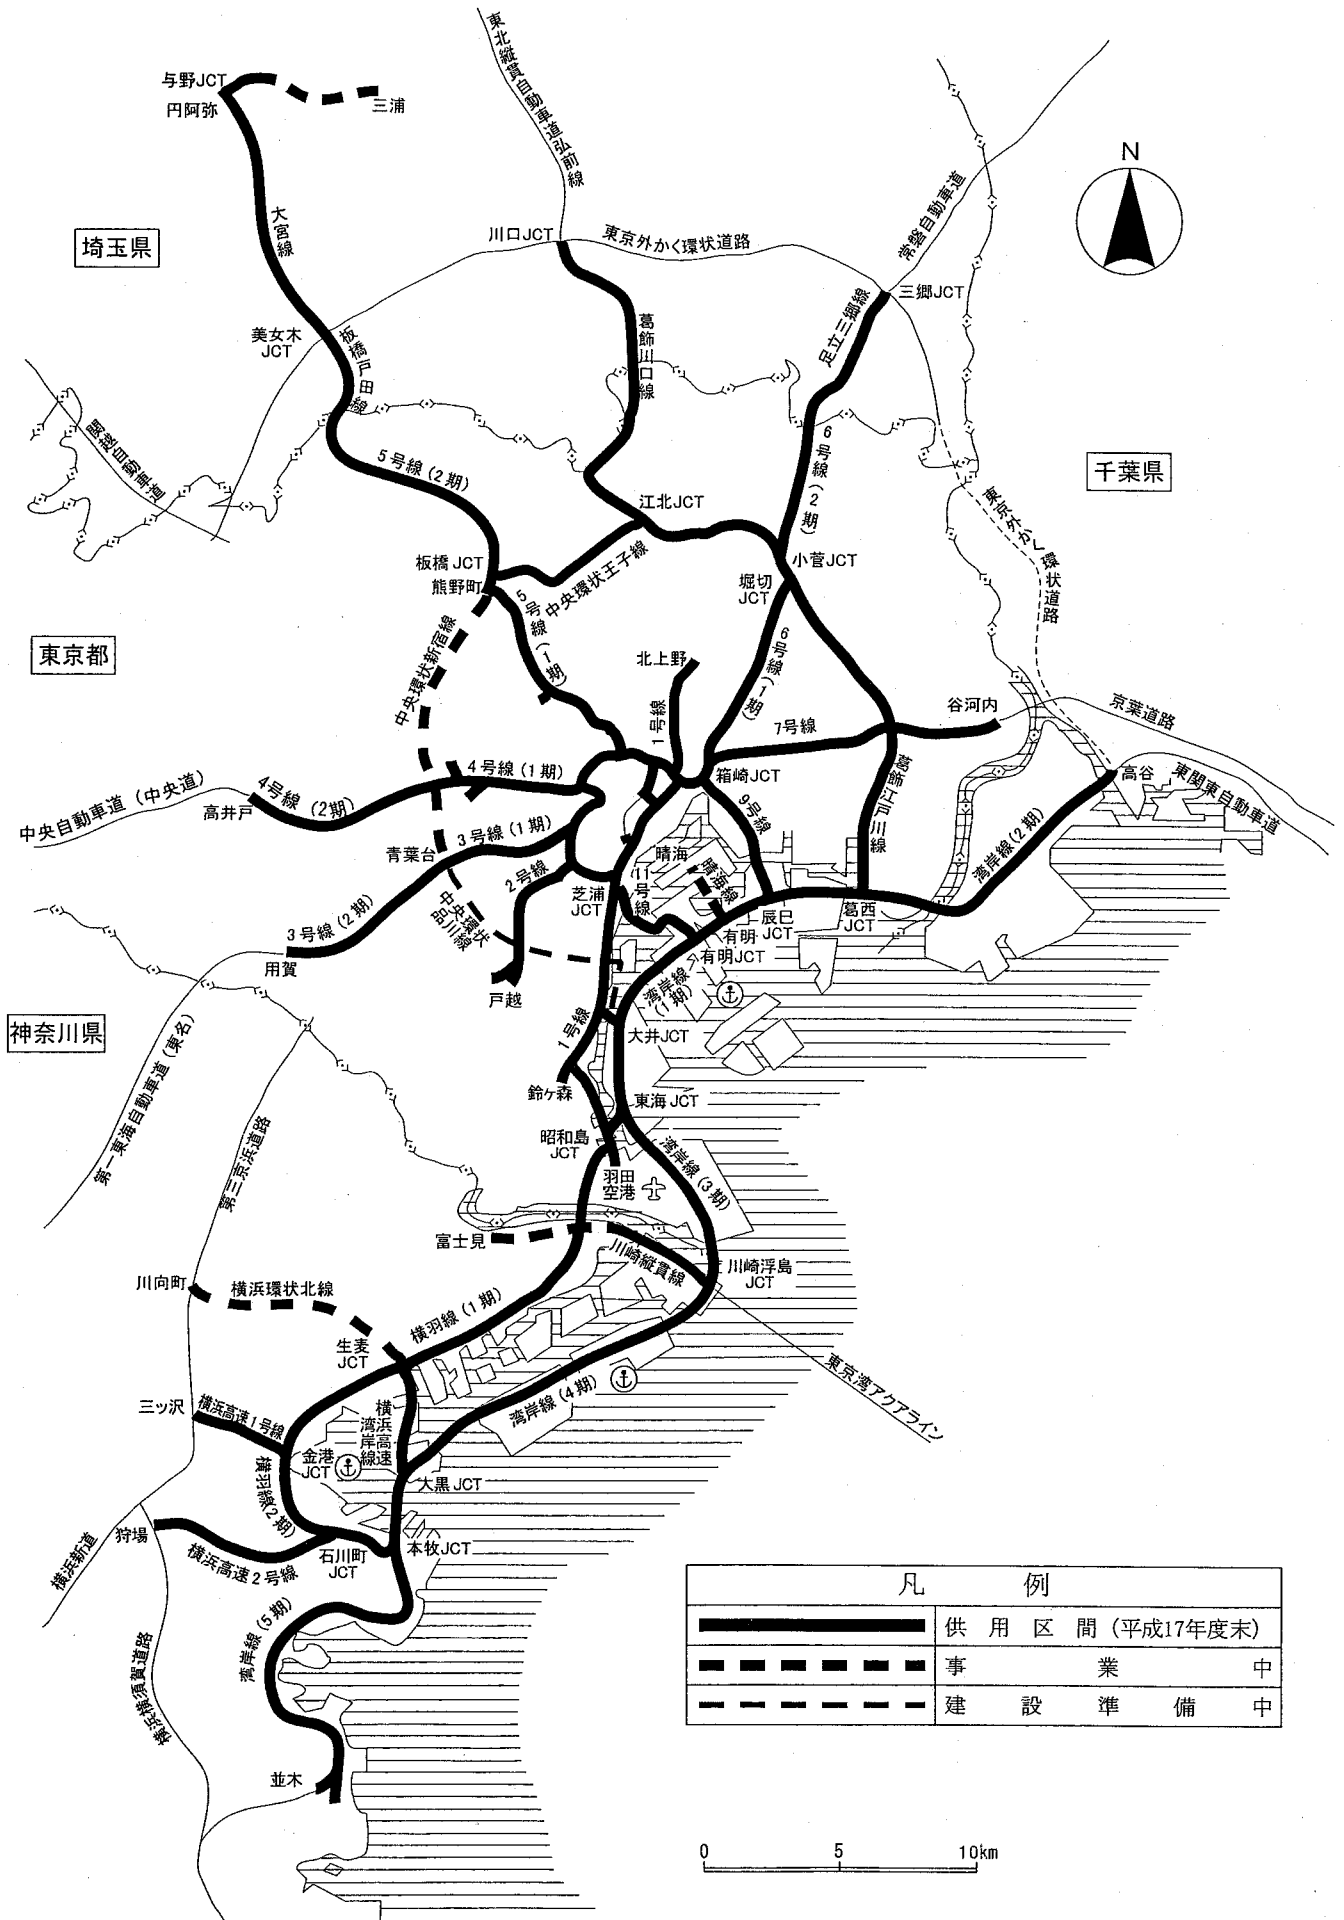 東北縦貫自動車道弘前線
与野JCT
円阿弥
三浦
N
常磐自動車道
大宮線
埼玉県
川口JCT
東京外かく環状道路
三郷JCT
足立三郷線
葛飾川口線
美女木
JCT
板橋戸田線
関越自動車道
5号線(2期)
6号線(2期)
千葉県
江北JCT
東京外かく環状道路
小菅JCT
板橋JCT
熊野町
中央環状王子線
堀切
JCT
5号線(1期)
中央環状新宿線
東京都
北上野
6号線(1期)
1号線
谷河内
京葉道路
7号線
4号線(1期)
箱崎JCT
高谷
東関東自動車道
葛飾江戸川線
中央自動車道(中央道)
4号線(2期)
高井戸
9号線
3号線(1期)
湾岸線(2期)
青葉台
晴海
晴海線
2号線
11号線
芝浦
JCT
中央環状
品川線
3号線(2期)
辰巳
JCT
葛西
JCT
有明
有明JCT
用賀
戸越
湾岸線
(1期)
神奈川県
1号線
大井JCT
第一東海自動車道(東名)
鈴ヶ森
東海JCT
第三京浜道路
昭和島
JCT
湾岸線(3期)
羽田
空港
富士見
川崎縦貫線
川崎浮島
JCT
川向町
横浜環状北線
横羽線(1期)
生麦
JCT
東京湾アクアライン
三ッ沢
横浜高速1号線
横浜高速
湾岸線
湾岸線(4期)
金港
JCT
大黒JCT
横羽線(2期)
狩場
横浜新道
横浜高速2号線
石川町
JCT
本牧JCT
湾岸線(5期)
横浜横須賀道路
並木
凡例
供用区間(平成17年度末)
事業中
建設準備中
0 5 10km